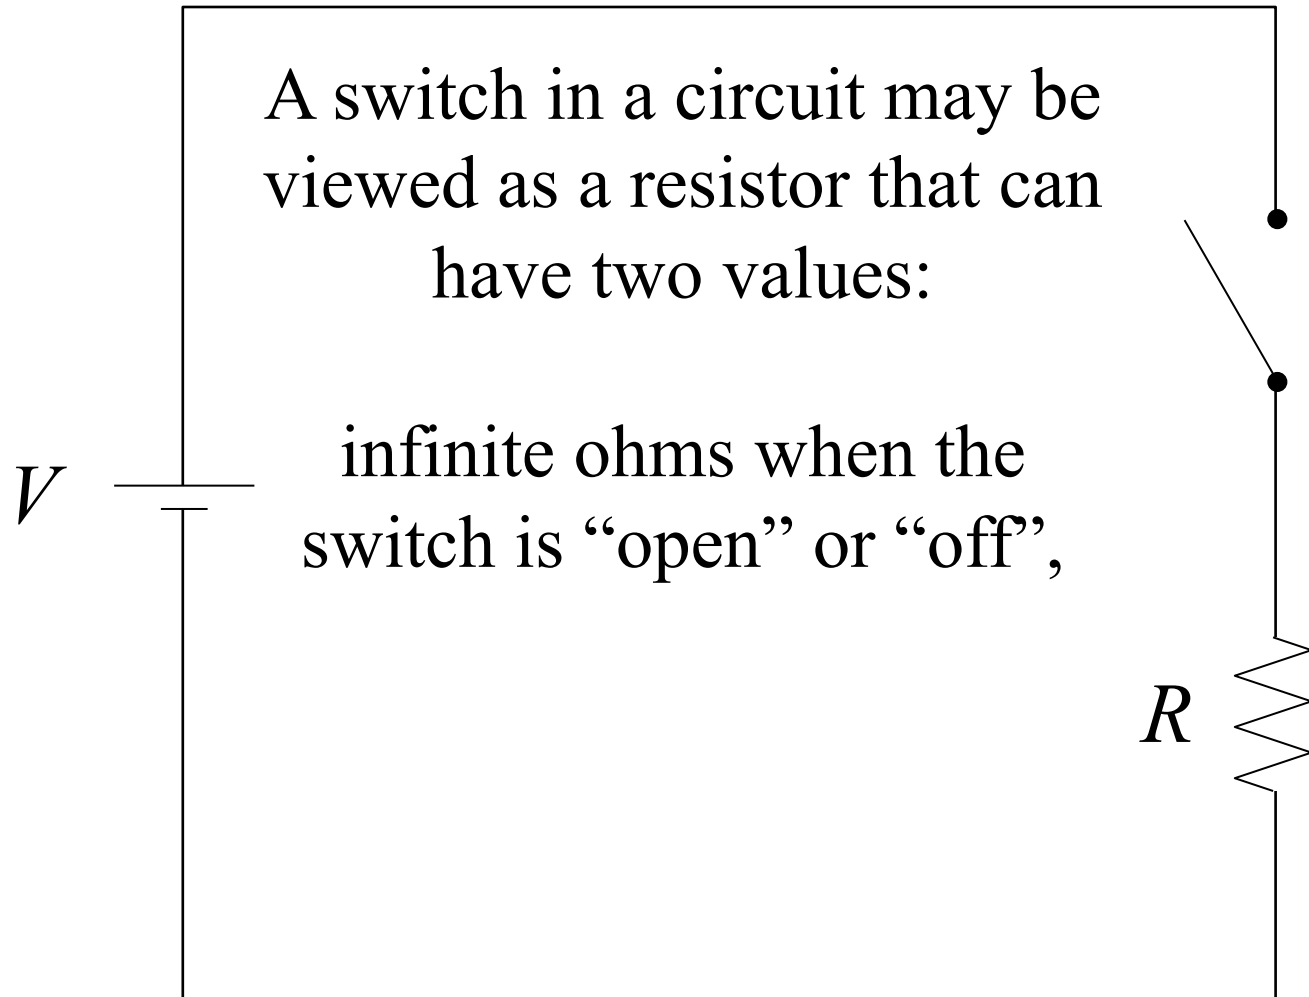 A switch in a circuit may be
viewed as a resistor that can
have two values:
infinite ohms when the
V
switch is “open” or “off”,
R